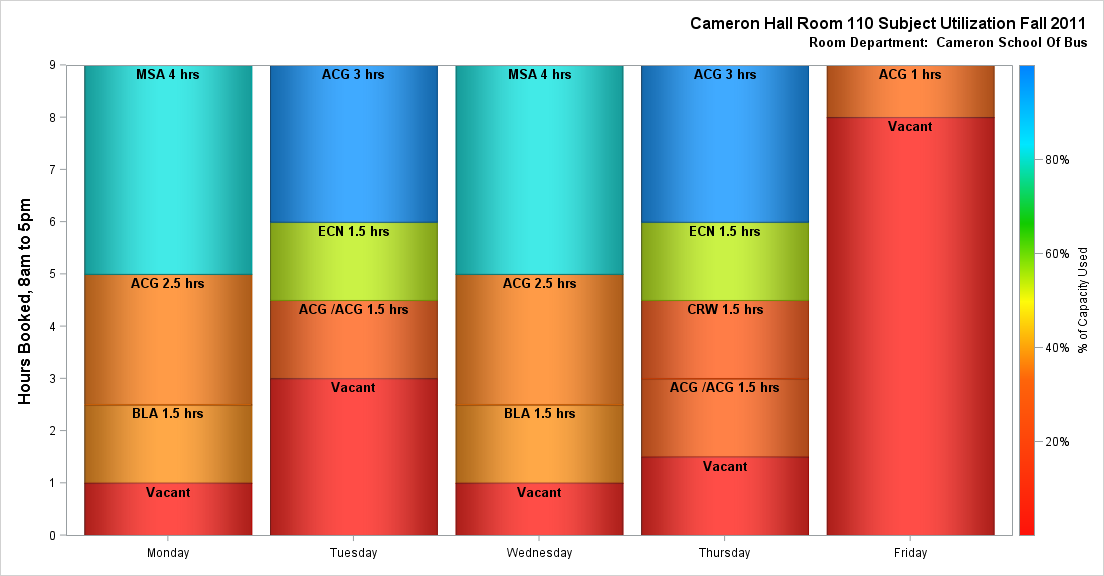 Cameron Hall Room 110 Subject Utilization Fall 2011
Room Department:  Cameron School Of Bus
Hours Booked, 8am to 5pm
9
8
7
6
5
4
3
2
1
0
MSA 4 hrs
ACG 2.5 hrs
BLA 1.5 hrs
Vacant
ACG 3 hrs
ECN 1.5 hrs
ACG /ACG 1.5 hrs
Vacant
MSA 4 hrs
ACG 2.5 hrs
BLA 1.5 hrs
Vacant
ACG 3 hrs
ECN 1.5 hrs
CRW 1.5 hrs
ACG /ACG 1.5 hrs
Vacant
ACG 1 hrs
Vacant
Monday
Tuesday
Wednesday
Thursday
Friday
80%
60%
40%
20%
% of Capacity Used